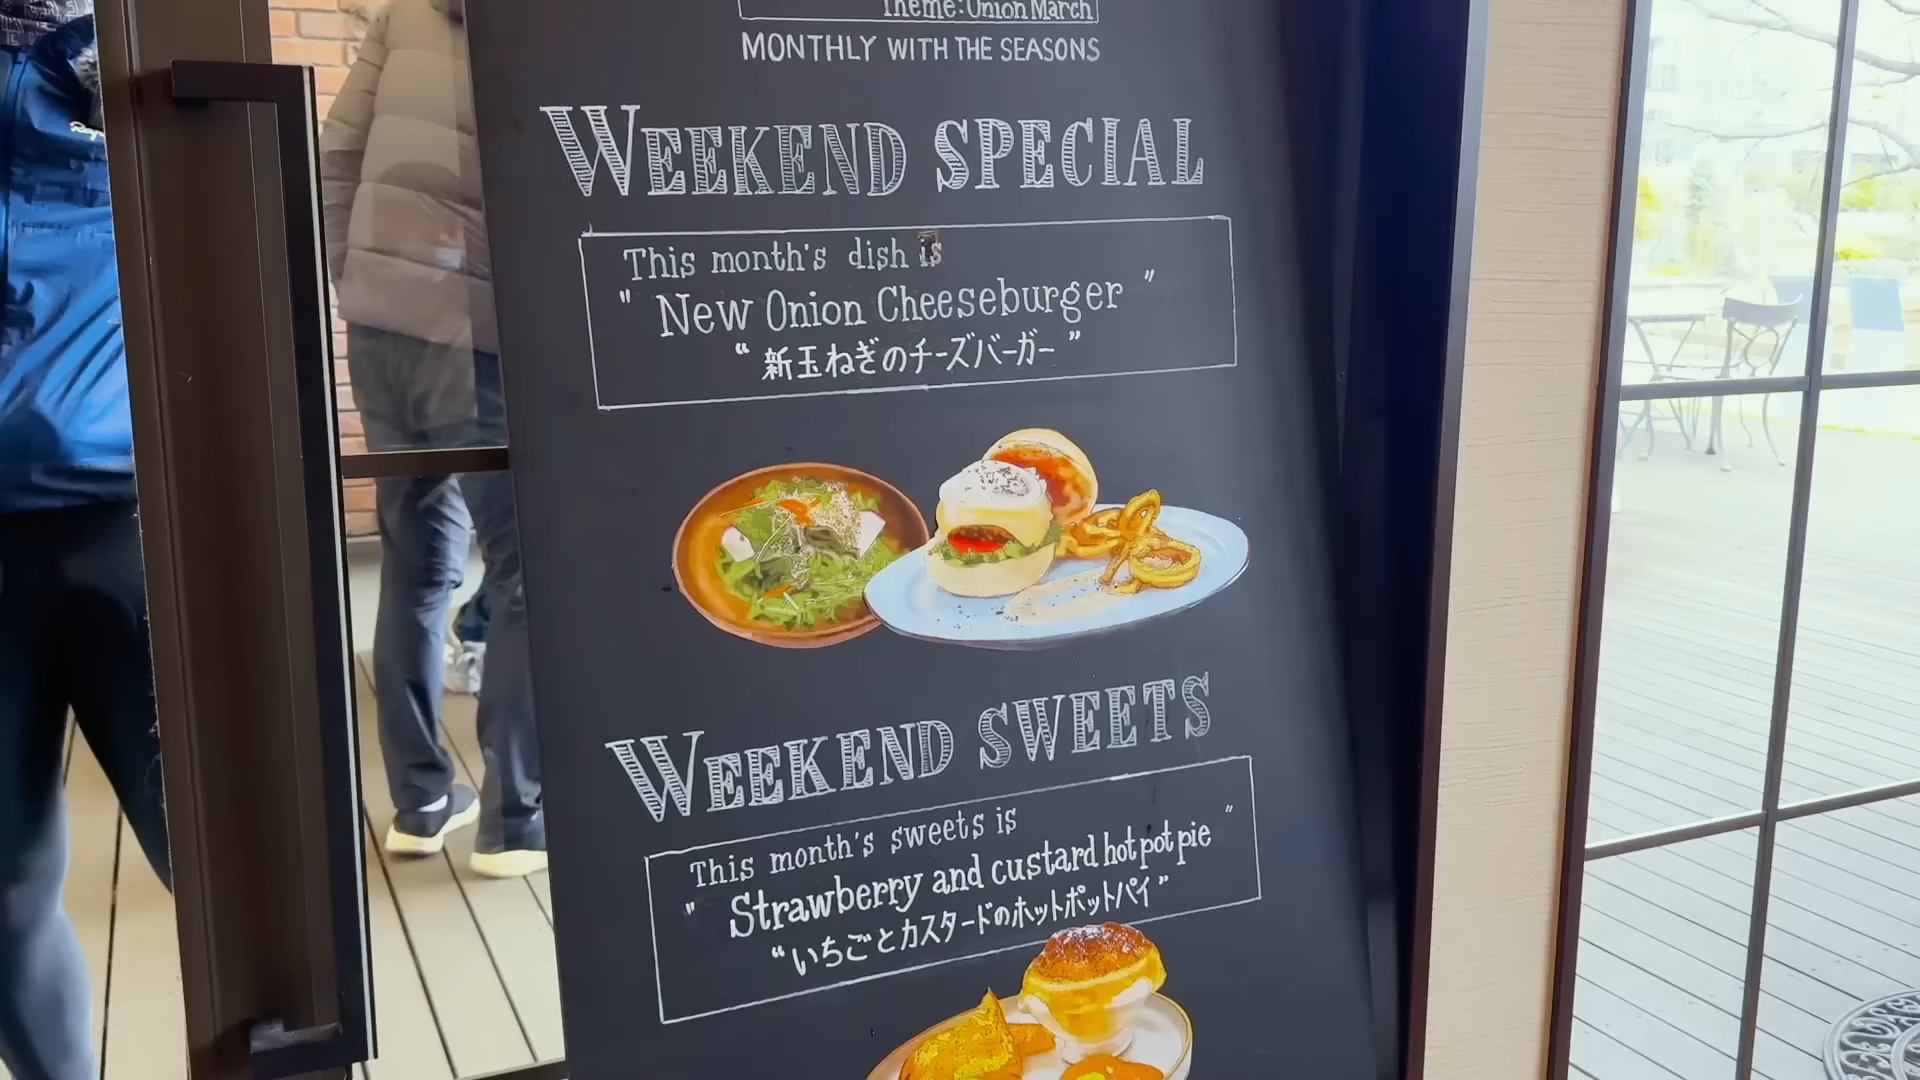 Theme: Onion March
MONTHLY WITH THE SEASONS
WEEKEND SPECIAL
This month's dish is
" New Onion Cheeseburger "
“ 新玉ねぎのチーズバーガー ”
WEEKEND SWEETS
This month's sweets is
" Strawberry and custard hot pot pie "
“いちごとカスタードのホットポットパイ”